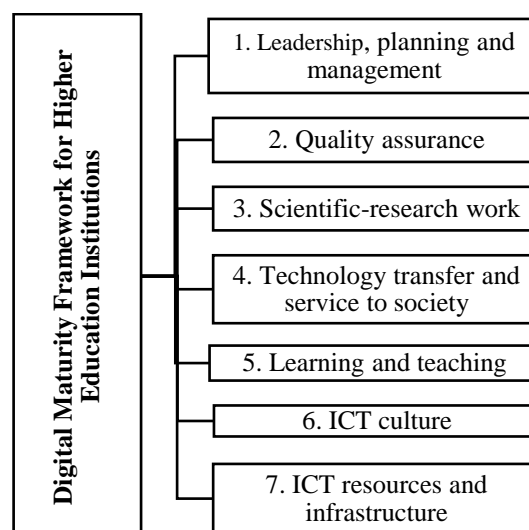 Digital Maturity Framework for Higher
Education Institutions
1. Leadership, planning and
management
2. Quality assurance
3. Scientific-research work
4. Technology transfer and
service to society
5. Learning and teaching
6. ICT culture
7. ICT resources and
infrastructure